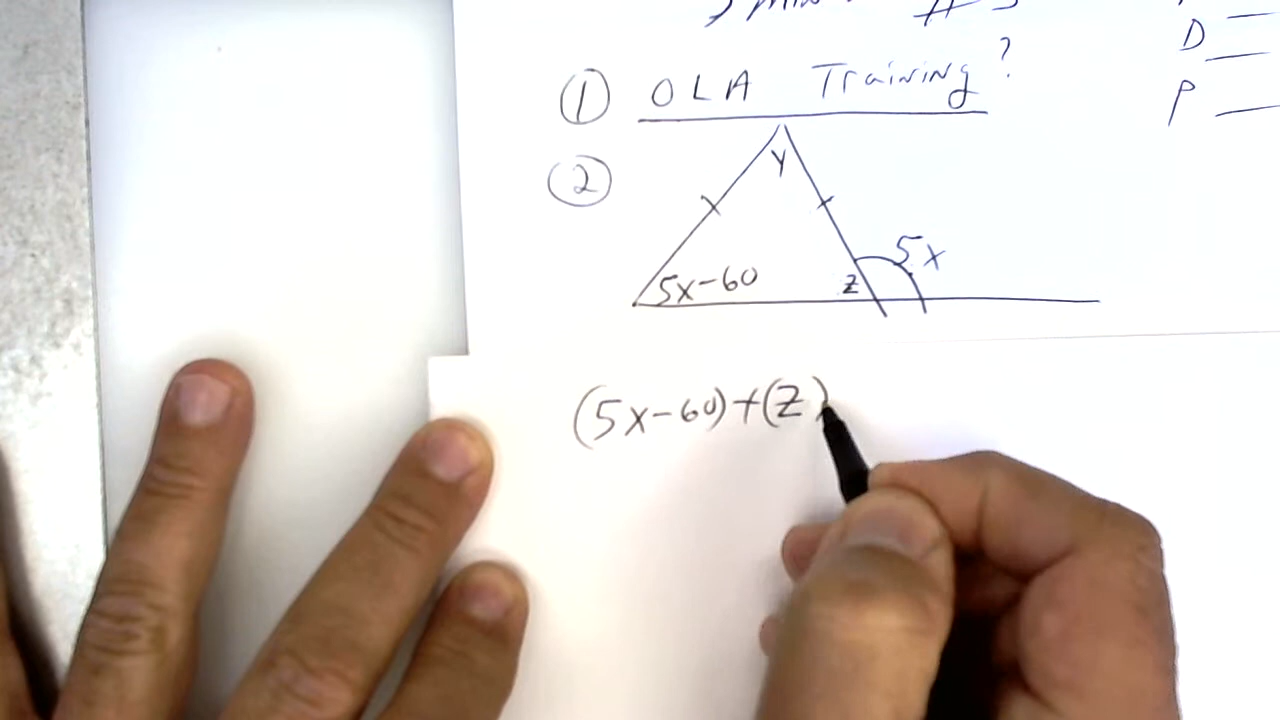 D
① OLA Training?
P
②
y
5x
5x-60
z
(5x-60)+(z)